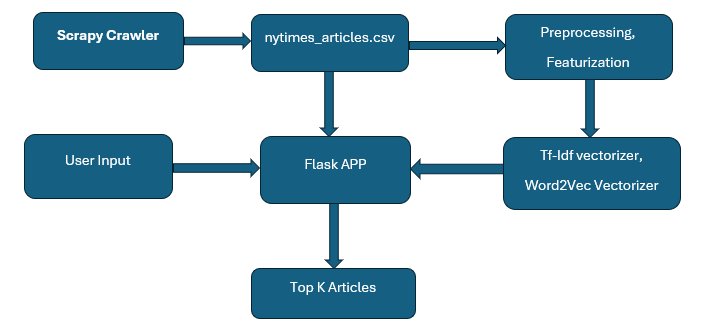 Scrapy Crawler
nytimes_articles.csv
Preprocessing,
Featurization
User Input
Flask APP
Tf-Idf vectorizer,
Word2Vec Vectorizer
Top K Articles